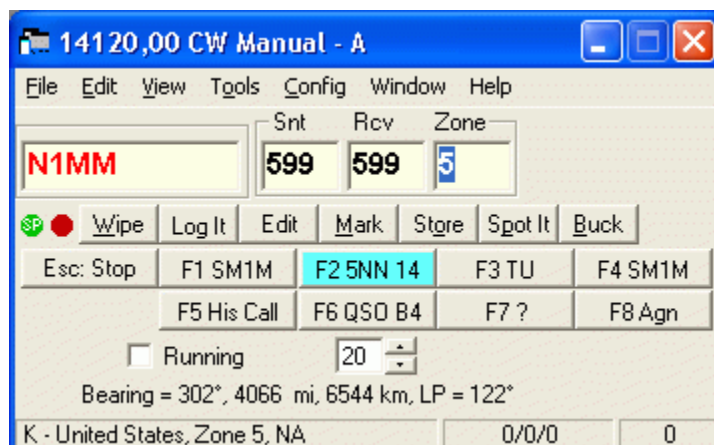 14120,00 CW Manual - A
File Edit View Tools Config Window Help
Snt Rcv Zone
N1MM 599 599 5
SP Wipe Log It Edit Mark Store Spot It Buck
Esc: Stop F1 SM1M F2 5NN 14 F3 TU F4 SM1M
F5 His Call F6 QSO B4 F7 ? F8 Agn
Running 20
Bearing = 302°, 4066 mi, 6544 km, LP = 122°
K - United States, Zone 5, NA 0/0/0 0